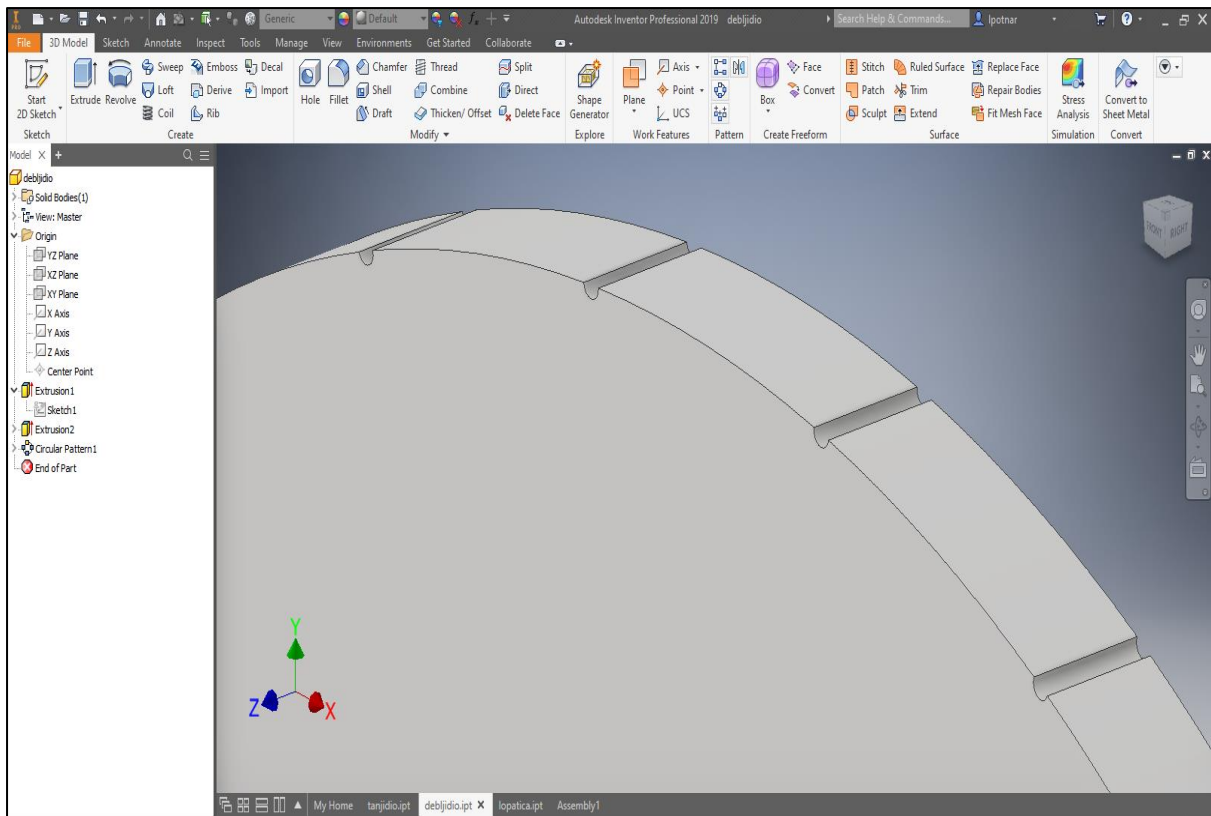 PRO
Generic
Default
Autodesk Inventor Professional 2019 debljidio
Search Help & Commands...
lpotnar
File 3D Model Sketch Annotate Inspect Tools Manage View Environments Get Started Collaborate
Start 2D Sketch
Extrude Revolve
Sweep Emboss Decal
Loft Derive Import
Coil Rib
Hole Fillet
Chamfer Thread Split
Shell Combine Direct
Draft Thicken/ Offset Delete Face
Shape Generator
Plane
Axis
Point
UCS
Box
Face
Convert
Stitch Ruled Surface Replace Face
Patch Trim Repair Bodies
Sculpt Extend Fit Mesh Face
Stress Analysis
Convert to Sheet Metal
Sketch Create Modify Explore Work Features Pattern Create Freeform Surface Simulation Convert
Model X +
debljidio
Solid Bodies(1)
View: Master
Origin
YZ Plane
XZ Plane
XY Plane
X Axis
Y Axis
Z Axis
Center Point
Extrusion1
Sketch1
Extrusion2
Circular Pattern1
End of Part
FRONT RIGHT
Y
Z
X
My Home tanjidio.ipt debljidio.ipt X lopatica.ipt Assembly1